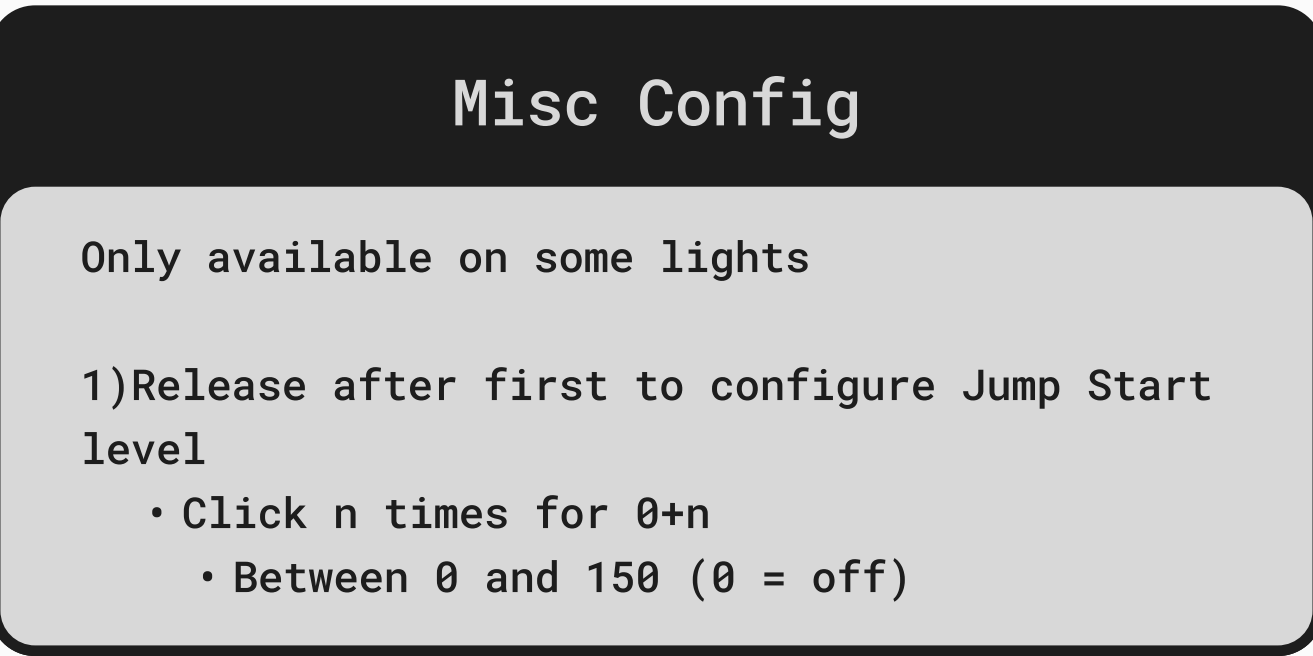 Misc Config
Only available on some lights
1)Release after first to configure Jump Start
level
• Click n times for 0+n
• Between 0 and 150 (0 = off)